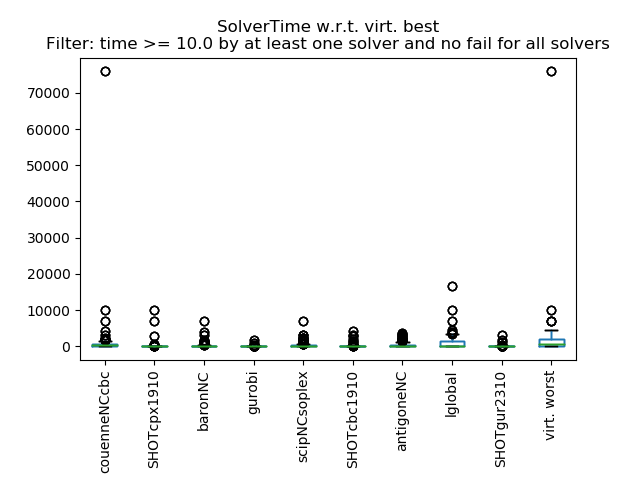 SolverTime w.r.t. virt. best
Filter: time >= 10.0 by at least one solver and no fail for all solvers
70000
60000
50000
40000
30000
20000
10000
0
couenneNCcbc
SHOTcpx1910
baronNC
gurobi
scipNCsoplex
SHOTcbc1910
antigoneNC
lglobal
SHOTgur2310
virt. worst